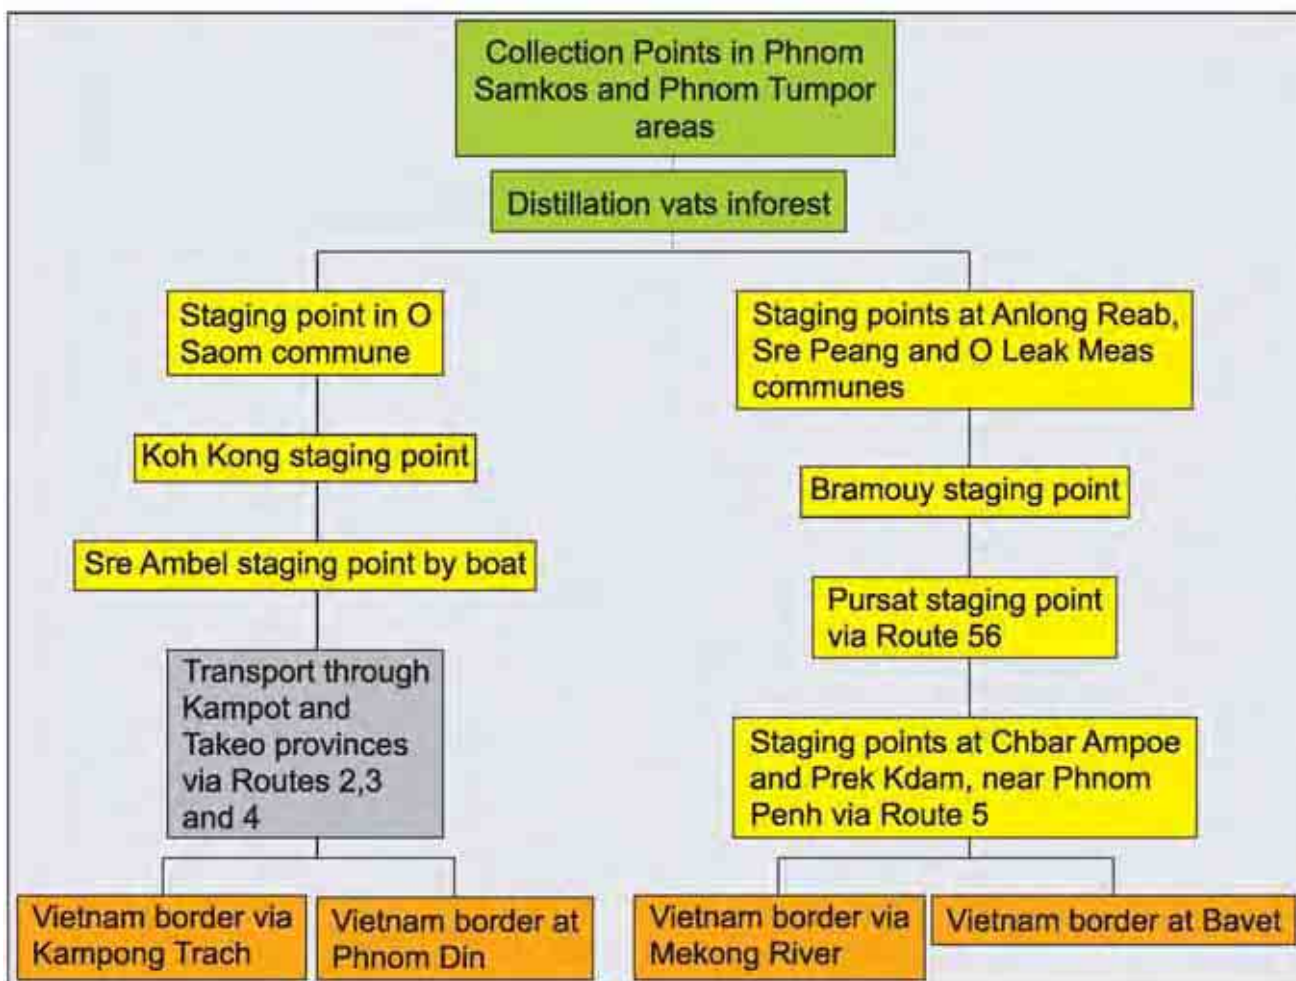 Collection Points in Phnom
Samkos and Phnom Tumpor
areas
Distillation vats inforest
Staging point in O
Saom commune
Koh Kong staging point
Sre Ambel staging point by boat
Transport through
Kampot and
Takeo provinces
via Routes 2,3
and 4
Vietnam border via
Kampong Trach
Vietnam border at
Phnom Din
Staging points at Anlong Reab,
Sre Peang and O Leak Meas
communes
Bramouy staging point
Pursat staging point
via Route 56
Staging points at Chbar Ampoe
and Prek Kdam, near Phnom
Penh via Route 5
Vietnam border via
Mekong River
Vietnam border at Bavet